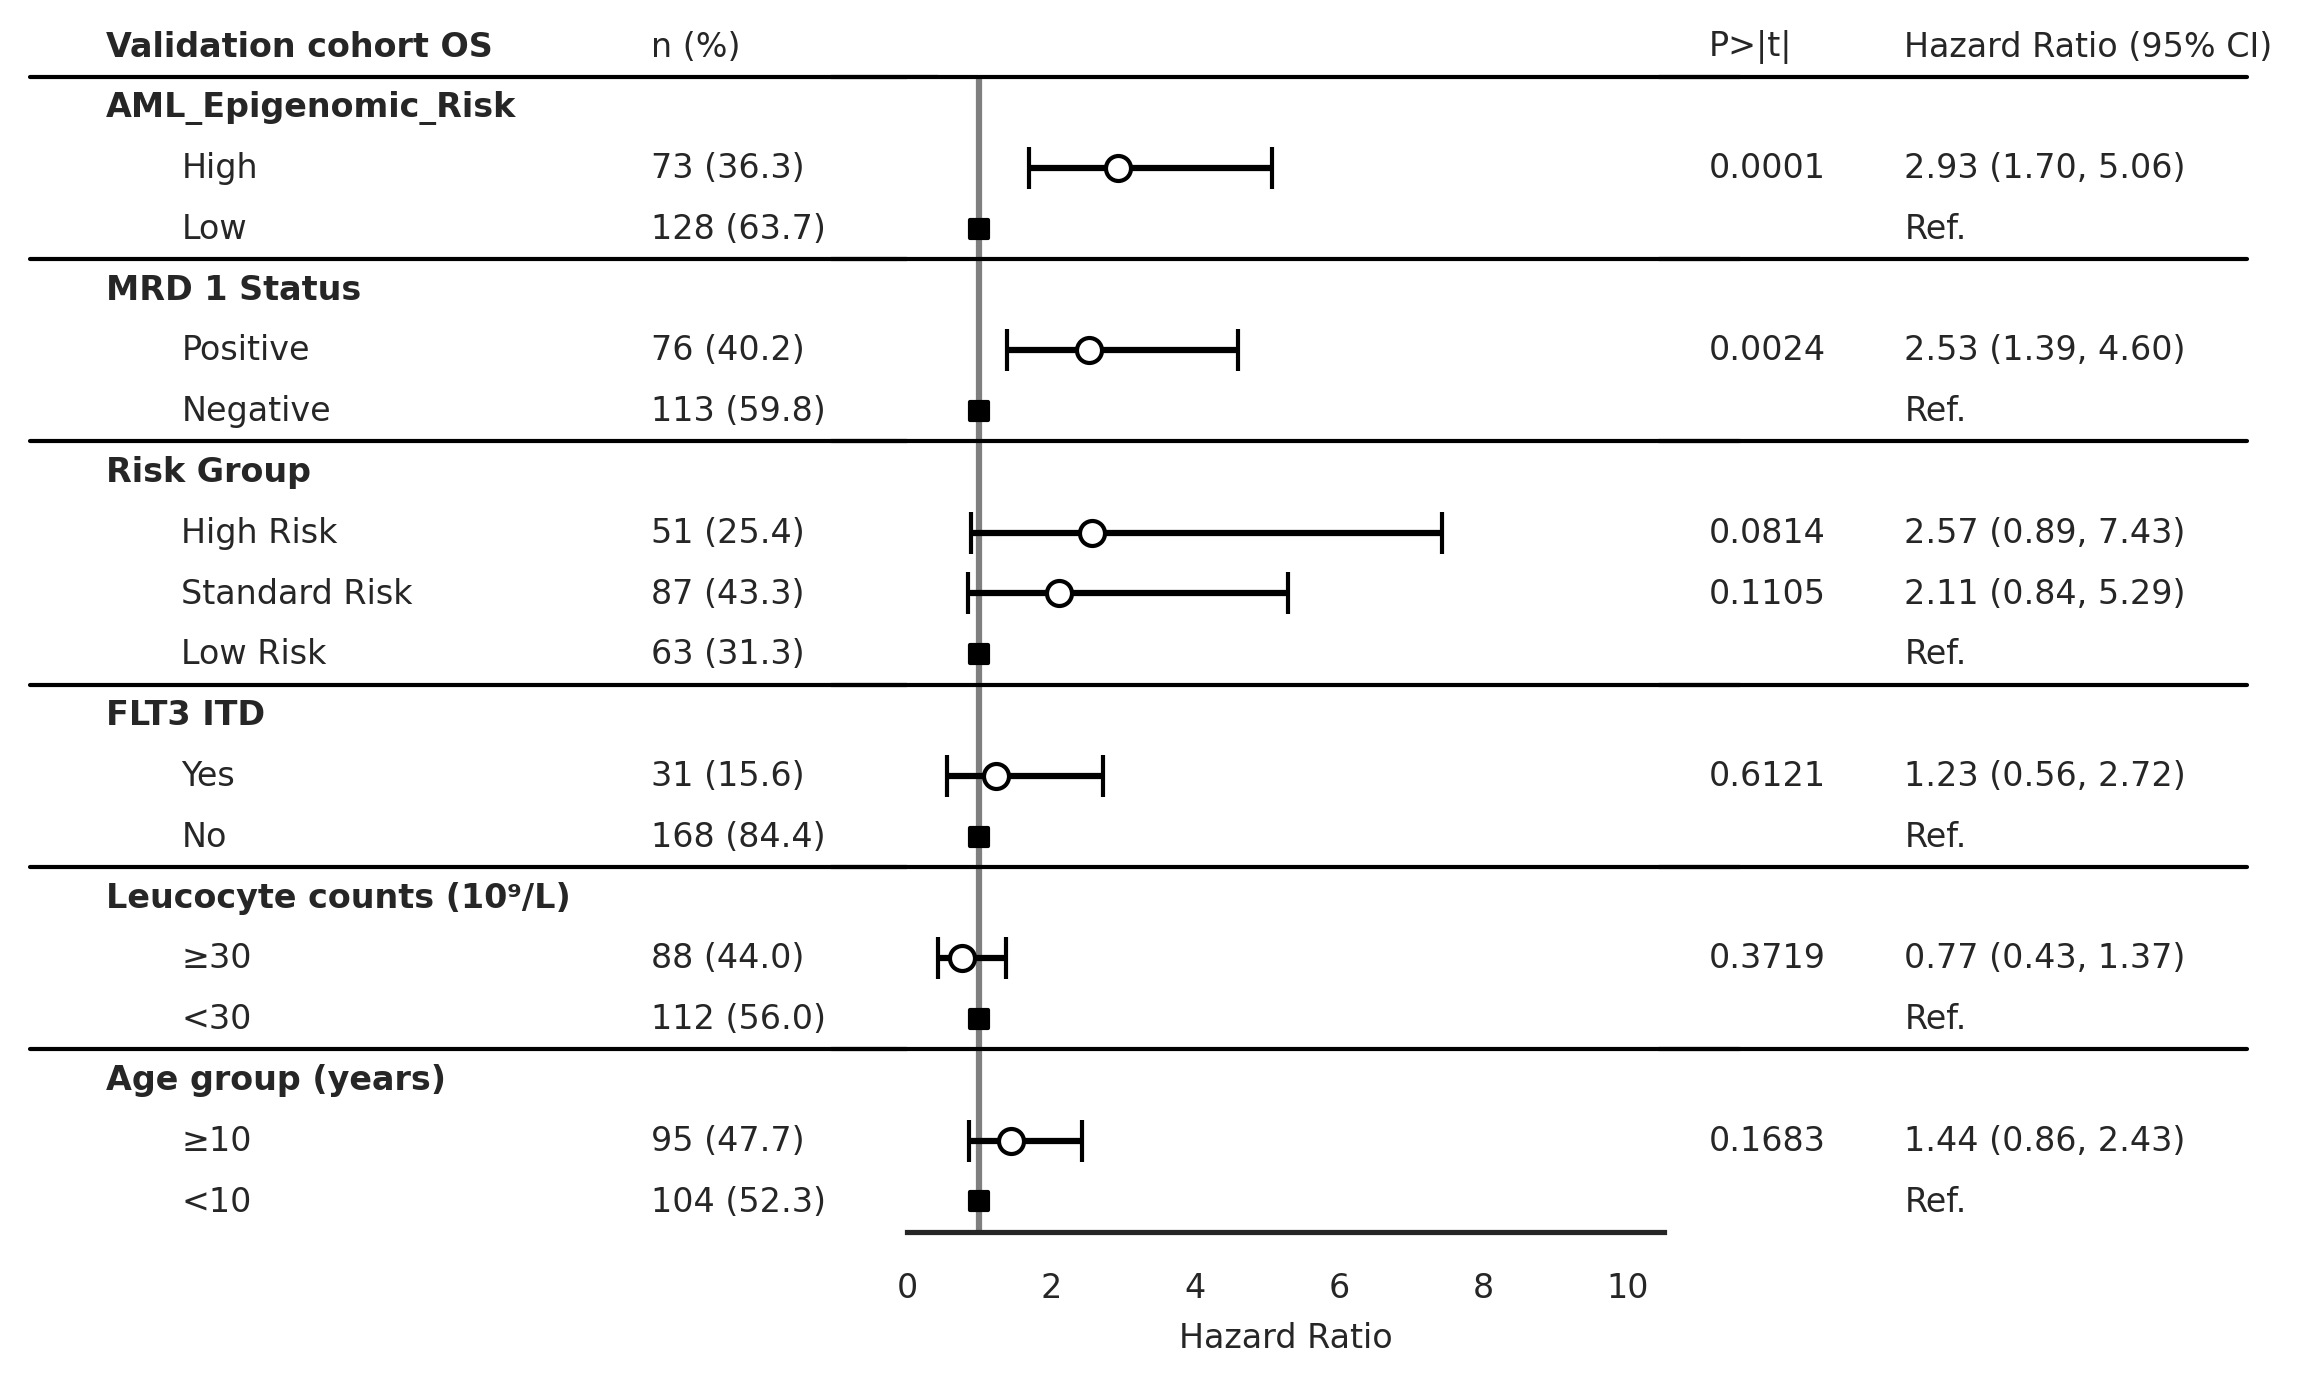 Validation cohort OS n (%) P>|t| Hazard Ratio (95% CI)
AML_Epigenomic_Risk
High 73 (36.3) 0.0001 2.93 (1.70, 5.06)
Low 128 (63.7) Ref.
MRD 1 Status
Positive 76 (40.2) 0.0024 2.53 (1.39, 4.60)
Negative 113 (59.8) Ref.
Risk Group
High Risk 51 (25.4) 0.0814 2.57 (0.89, 7.43)
Standard Risk 87 (43.3) 0.1105 2.11 (0.84, 5.29)
Low Risk 63 (31.3) Ref.
FLT3 ITD
Yes 31 (15.6) 0.6121 1.23 (0.56, 2.72)
No 168 (84.4) Ref.
Leucocyte counts (10⁹/L)
≥30 88 (44.0) 0.3719 0.77 (0.43, 1.37)
<30 112 (56.0) Ref.
Age group (years)
≥10 95 (47.7) 0.1683 1.44 (0.86, 2.43)
<10 104 (52.3) Ref.
0 2 4 6 8 10
Hazard Ratio